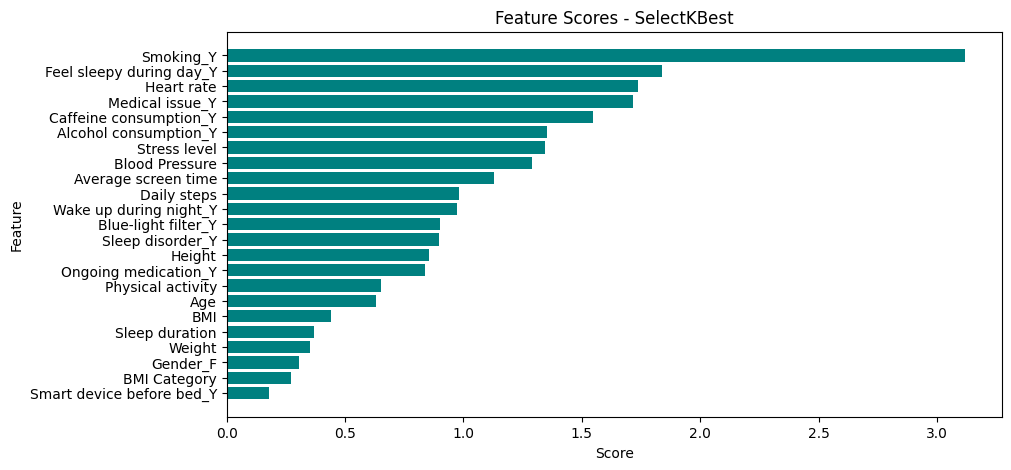 Feature Scores - SelectKBest
Smoking_Y
Feel sleepy during day_Y
Heart rate
Medical issue_Y
Caffeine consumption_Y
Alcohol consumption_Y
Stress level
Blood Pressure
Average screen time
Daily steps
Wake up during night_Y
Blue-light filter_Y
Sleep disorder_Y
Height
Ongoing medication_Y
Physical activity
Age
BMI
Sleep duration
Weight
Gender_F
BMI Category
Smart device before bed_Y
Feature
0.0 0.5 1.0 1.5 2.0 2.5 3.0
Score